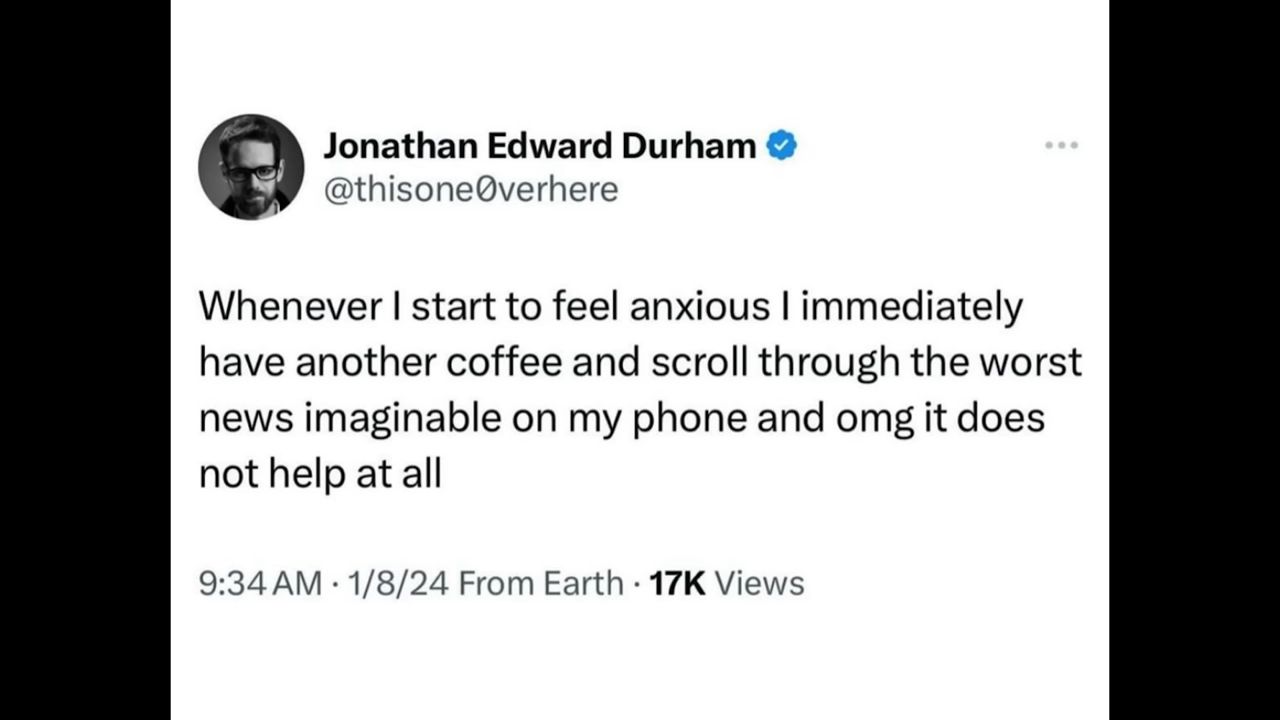 Jonathan Edward Durham
@thisone0verhere
Whenever I start to feel anxious I immediately
have another coffee and scroll through the worst
news imaginable on my phone and omg it does
not help at all
9:34 AM · 1/8/24 From Earth · 17K Views